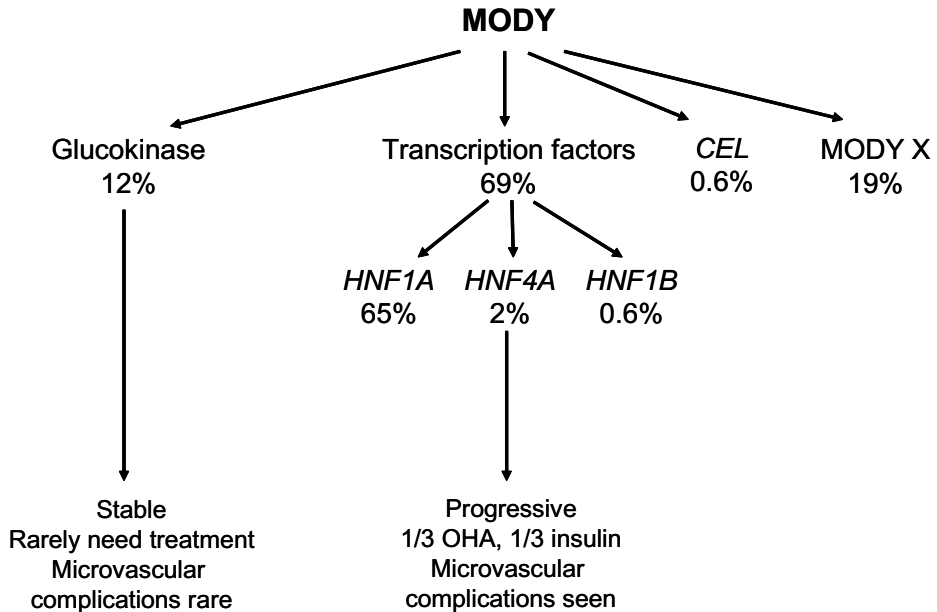 MODY
Glucokinase
12%
Transcription factors
69%
CEL
0.6%
MODY X
19%
HNF1A
65%
HNF4A
2%
HNF1B
0.6%
Stable
Rarely need treatment
Microvascular
complications rare
Progressive
1/3 OHA, 1/3 insulin
Microvascular
complications seen